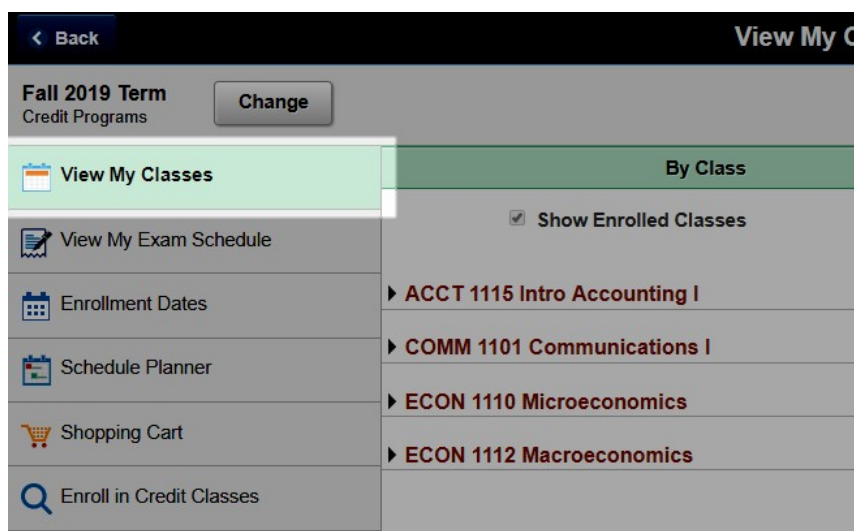 Back
View My C
Fall 2019 Term
Credit Programs
Change
View My Classes
View My Exam Schedule
Enrollment Dates
Schedule Planner
Shopping Cart
Enroll in Credit Classes
By Class
Show Enrolled Classes
ACCT 1115 Intro Accounting I
COMM 1101 Communications I
ECON 1110 Microeconomics
ECON 1112 Macroeconomics